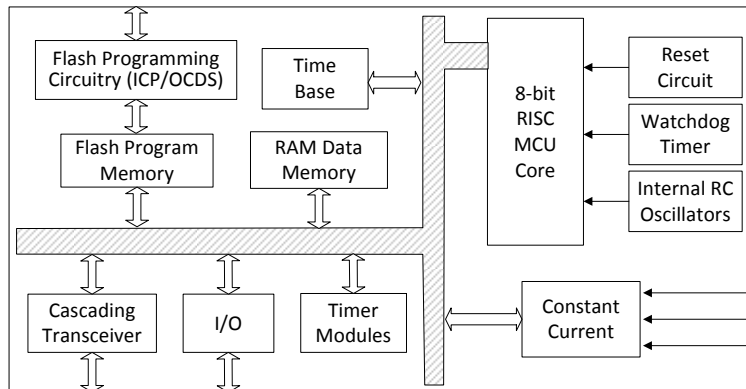 Flash Programming
Circuitry (ICP/OCDS)
Time
Base
8-bit
RISC
MCU
Core
Reset
Circuit
Flash Program
Memory
RAM Data
Memory
Watchdog
Timer
Internal RC
Oscillators
Cascading
Transceiver
I/O
Timer
Modules
Constant
Current